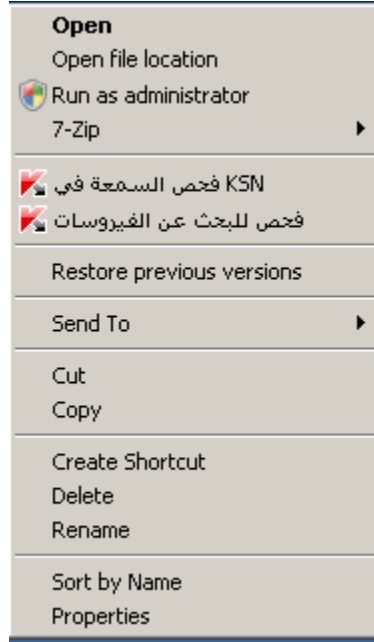 Open
Open file location
Run as administrator
7-Zip
فحص السمعة في KSN
فحص للبحث عن الفيروسات
Restore previous versions
Send To
Cut
Copy
Create Shortcut
Delete
Rename
Sort by Name
Properties